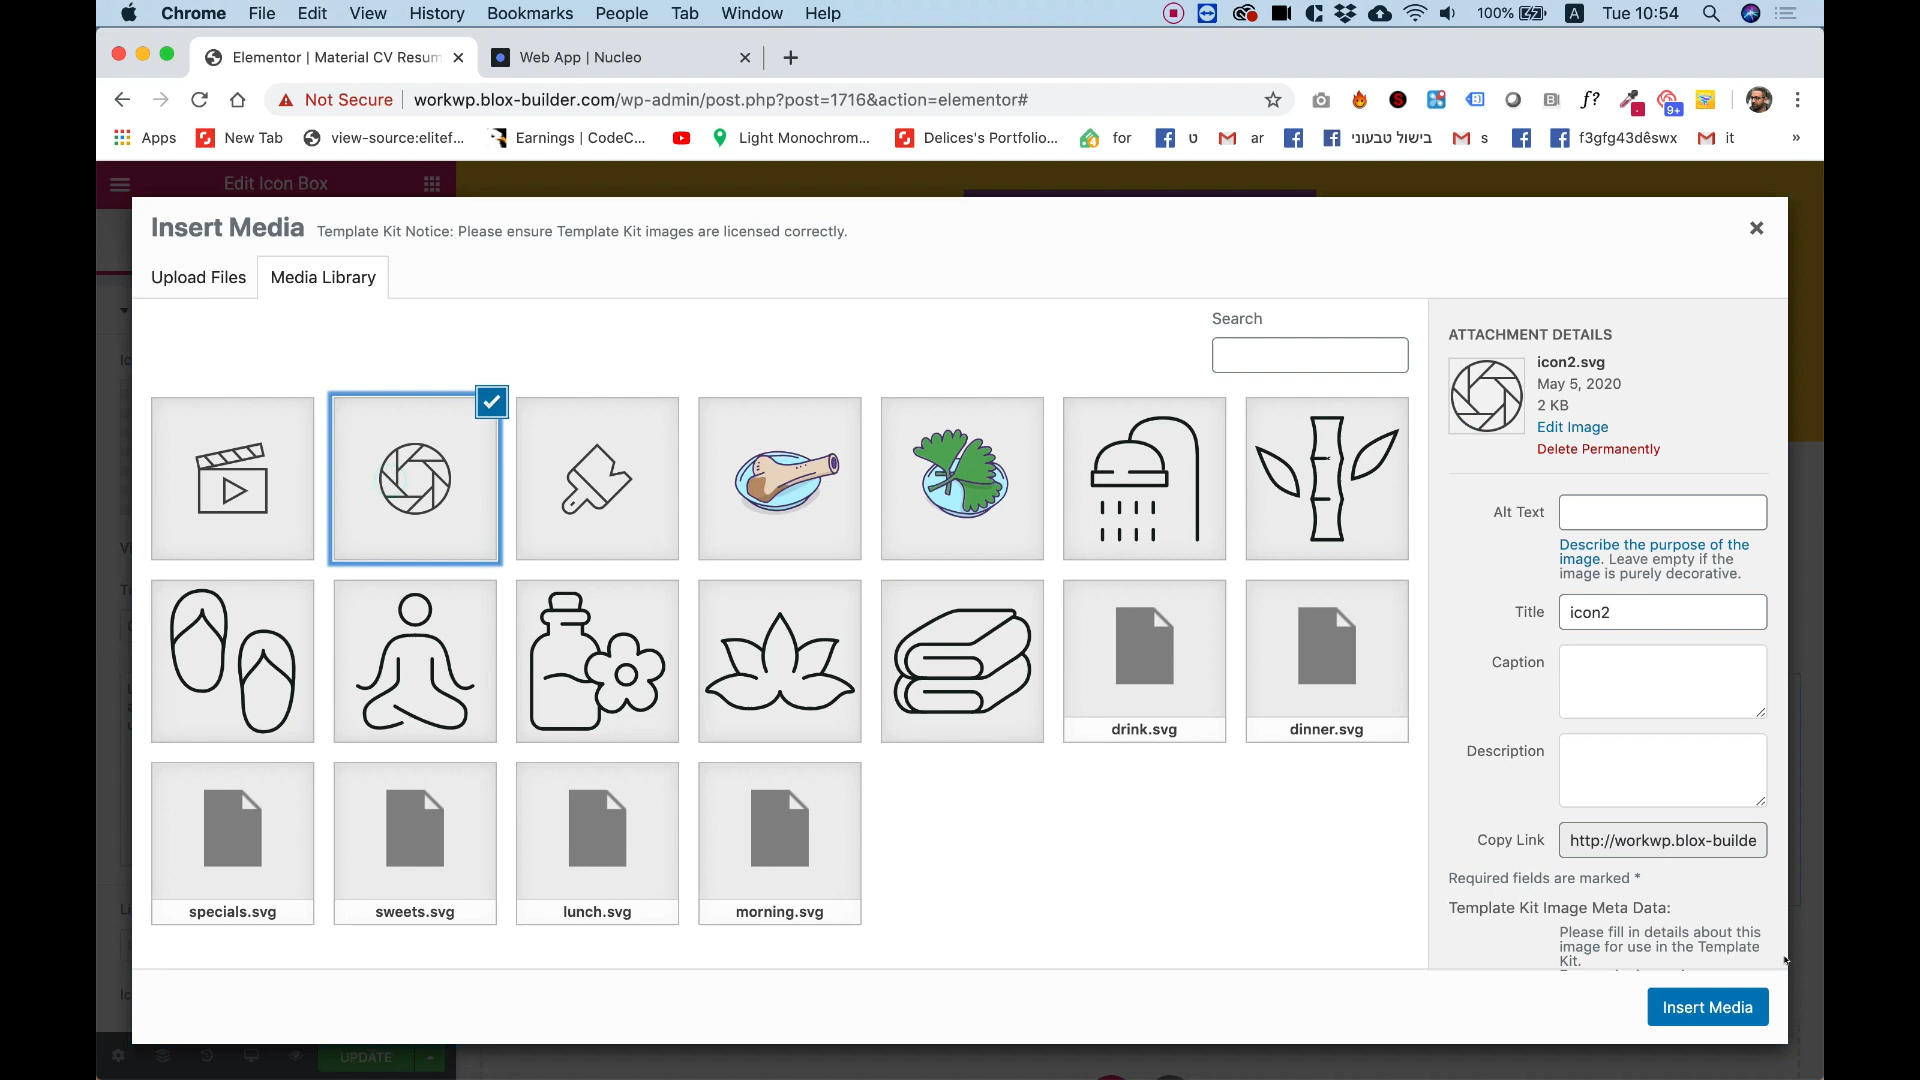 Chrome File Edit View History Bookmarks People Tab Window Help 100% A Tue 10:54
Elementor | Material CV Resum Web App | Nucleo
Not Secure workwp.blox-builder.com/wp-admin/post.php?post=1716&action=elementor# f? 9+
Apps New Tab view-source:elitef... Earnings | CodeC... Light Monochrom... Delices's Portfolio... for ט ar בישול טבעוני s f3gfg43dêswx it »
Edit Icon Box
Insert Media Template Kit Notice: Please ensure Template Kit images are licensed correctly.
Upload Files Media Library
Search
ATTACHMENT DETAILS
icon2.svg
May 5, 2020
2 KB
Edit Image
Delete Permanently
Alt Text
Describe the purpose of the
image. Leave empty if the
image is purely decorative.
Title icon2
Caption
drink.svg dinner.svg
Description
Copy Link http://workwp.blox-builde
Required fields are marked *
specials.svg sweets.svg lunch.svg morning.svg
Template Kit Image Meta Data:
Please fill in details about this
image for use in the Template
Kit.
Insert Media
UPDATE